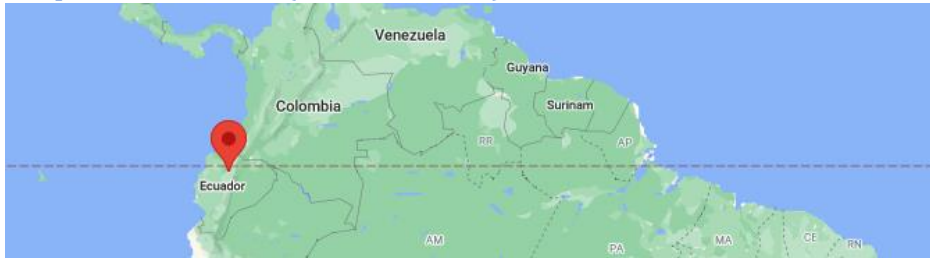 Venezuela
Guyana
Colombia
Surinam
RR
AP
Ecuador
AM
PA
MA
CE
RN